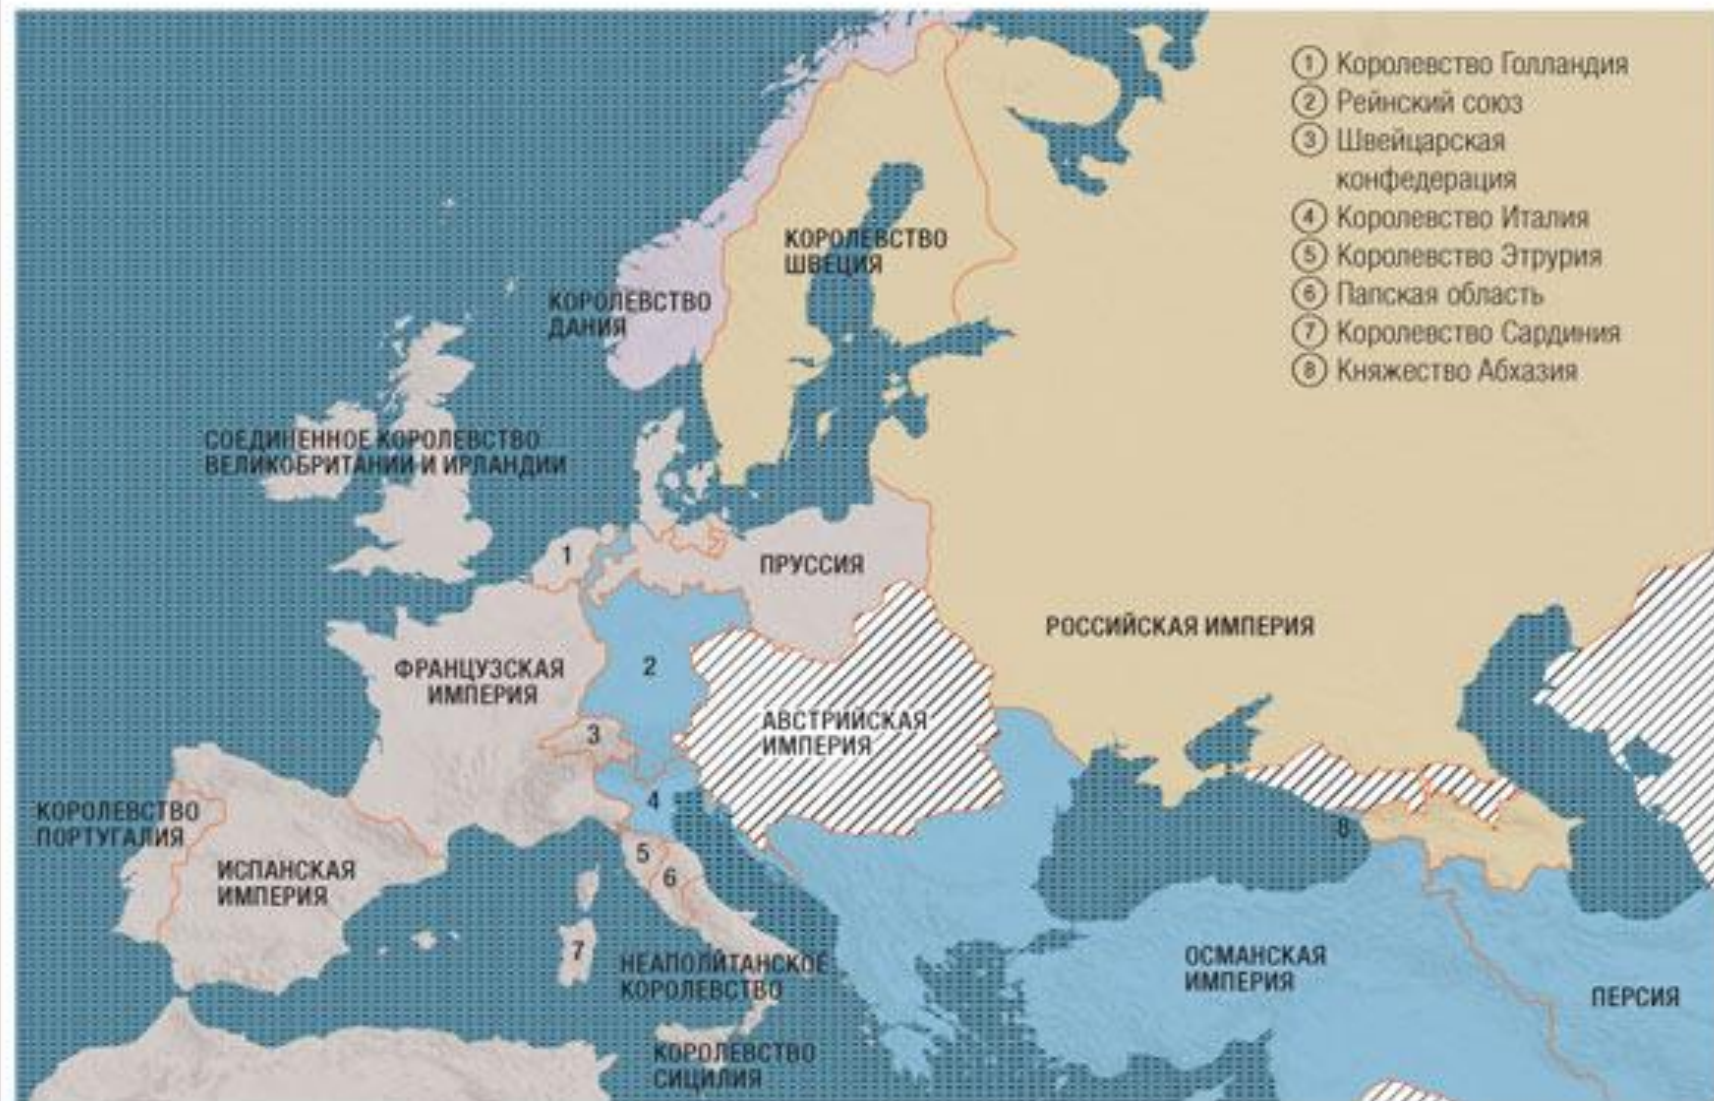 1 Королевство Голландия
2 Рейнский союз
3 Швейцарская
конфедерация
4 Королевство Италия
5 Королевство Этрурия
6 Папская область
7 Королевство Сардиния
8 Княжество Абхазия
КОРОЛЕВСТВО
ШВЕЦИЯ
КОРОЛЕВСТВО
ДАНИЯ
СОЕДИНЕННОЕ КОРОЛЕВСТВО
ВЕЛИКОБРИТАНИИ И ИРЛАНДИИ
1
ПРУССИЯ
РОССИЙСКАЯ ИМПЕРИЯ
ФРАНЦУЗСКАЯ
ИМПЕРИЯ
2
3
АВСТРИЙСКАЯ
ИМПЕРИЯ
4
КОРОЛЕВСТВО
ПОРТУГАЛИЯ
8
ИСПАНСКАЯ
ИМПЕРИЯ
5
6
7
НЕАПОЛИТАНСКОЕ
КОРОЛЕВСТВО
ОСМАНСКАЯ
ИМПЕРИЯ
ПЕРСИЯ
КОРОЛЕВСТВО
СИЦИЛИЯ